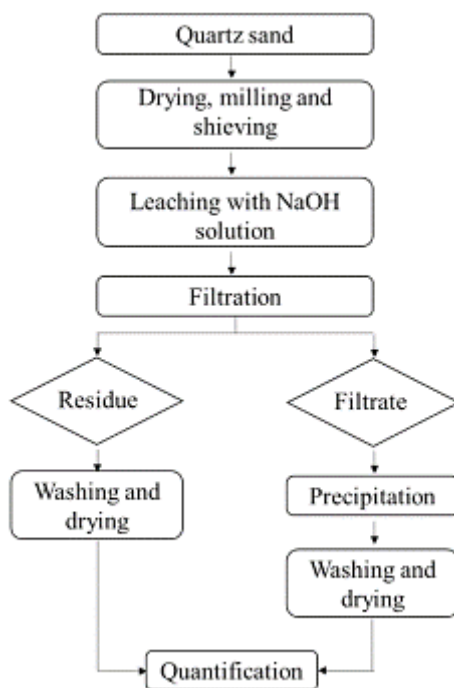 Quartz sand
Drying, milling and
shieving
Leaching with NaOH
solution
Filtration
Residue
Filtrate
Washing and
drying
Precipitation
Washing and
drying
Quantification